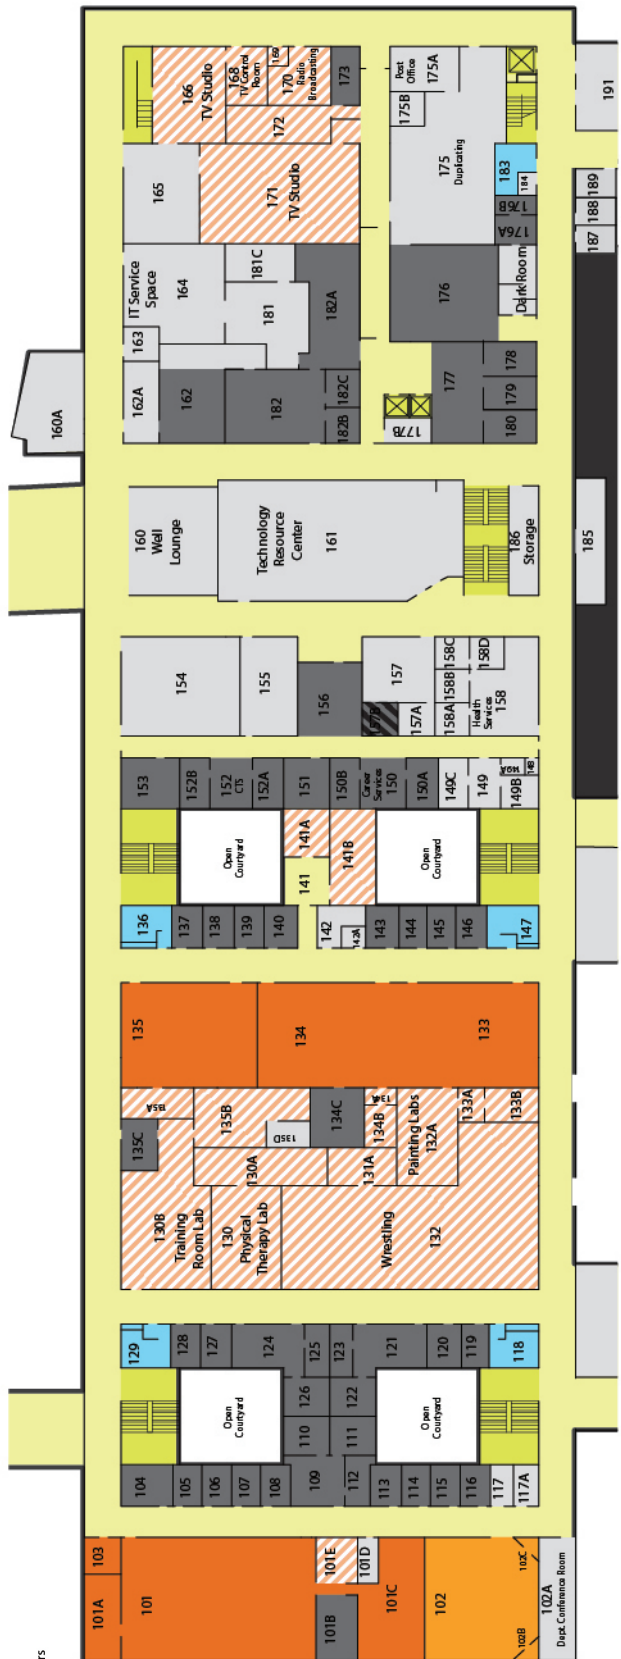 191
166
TV Studio
168
TV Control
Room
169
170
Radio
Broadcasting
173
172
Post
Office
175A
175B
175
Duplicating
183
184
165
171
TV Studio
176B
176A
189
188
187
IT Service
Space
164
181C
181
182A
176
Dark Room
163
162A
162
182
182C
182B
177
178
179
180
177B
160A
160
Well
Lounge
Technology
Resource
Center
161
186
Storage
185
154
155
156
157
157B
157A
158C
158B
158A
158D
Health
Services
158
153
152B
152
CTS
152A
151
150B
Career
Services
150
150A
149C
149
149A
149B
148
Open
Courtyard
141A
141B
141
Open
Courtyard
136
137
138
139
140
142
142A
143
144
145
146
147
135
134
133
135A
135B
135C
135D
134C
134A
134B
133A
133B
130A
131A
Painting Labs
132A
130B
Training
Room Lab
130
Physical
Therapy Lab
Wrestling
132
129
128
127
124
125
123
121
120
119
118
126
122
Open
Courtyard
Open
Courtyard
110
111
104
105
106
107
108
109
112
113
114
115
116
117
117A
103
101A
101
101E
101D
101B
101C
102
102C
102B
102A
Dept. Conference Room
rs